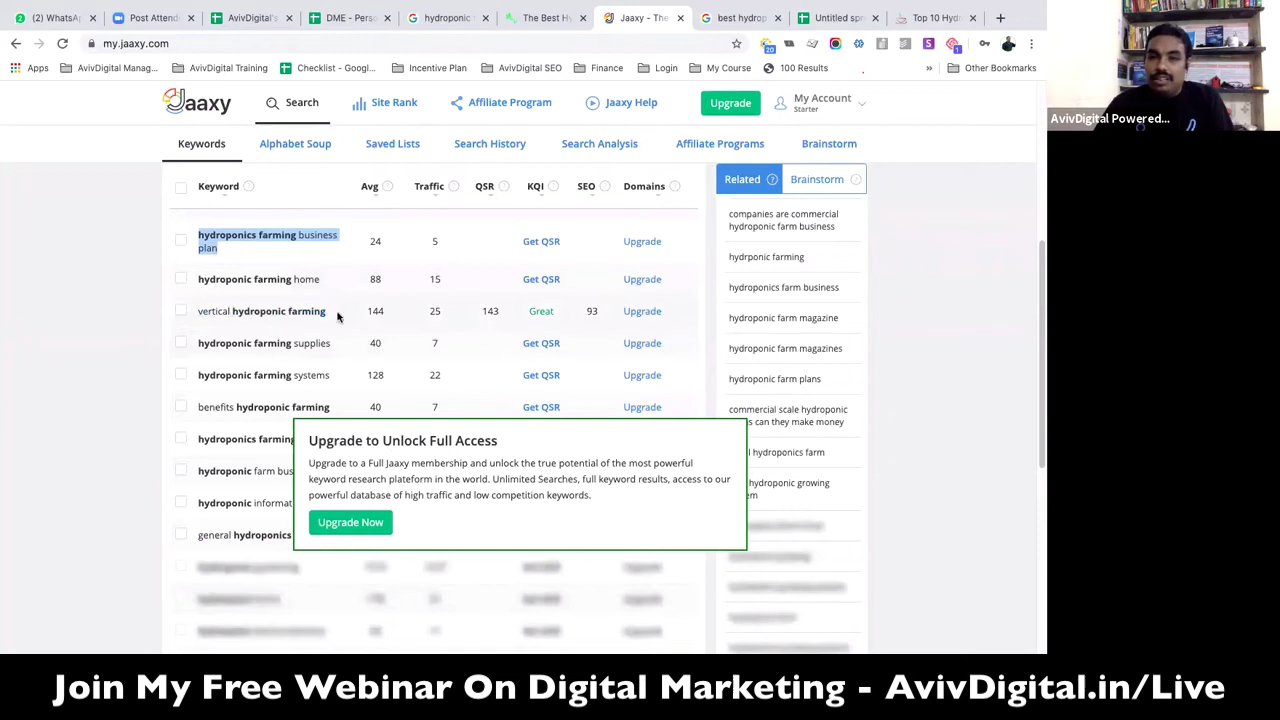 (2) WhatsA
Post Attend
AvivDigital's
DME - Perso
hydroponic
The Best Hy
Jaaxy - The
best hydrop
Untitled spr
Top 10 Hydr
my.jaaxy.com
20
1
Apps
AvivDigital Manag...
AvivDigital Training
Checklist - Googl...
Incentive Plan
AvivDigital SEO
Finance
Login
My Course
100 Results
Other Bookmarks
Jaaxy
Search
Site Rank
Affiliate Program
Jaaxy Help
Upgrade
My Account
Starter
AvivDigital Powered...
Keywords
Alphabet Soup
Saved Lists
Search History
Search Analysis
Affiliate Programs
Brainstorm
Keyword Avg Traffic QSR KQI SEO Domains
hydroponics farming business
plan
24 5 Get QSR Upgrade
hydroponic farming home 88 15 Get QSR Upgrade
vertical hydroponic farming 144 25 143 Great 93 Upgrade
hydroponic farming supplies 40 7 Get QSR Upgrade
hydroponic farming systems 128 22 Get QSR Upgrade
benefits hydroponic farming 40 7 Get QSR Upgrade
hydroponics farming
hydroponic farm bus
hydroponic informat
general hydroponics
Upgrade to Unlock Full Access
Upgrade to a Full Jaaxy membership and unlock the true potential of the most powerful
keyword research plateform in the world. Unlimited Searches, full keyword results, access to our
powerful database of high traffic and low competition keywords.
Upgrade Now
Related
Brainstorm
companies are commercial
hydroponic farm business
hydrponic farming
hydroponics farm business
hydroponic farm magazine
hydroponic farm magazines
hydroponic farm plans
commercial scale hydroponic
can they make money
hydroponics farm
hydroponic growing
Join My Free Webinar On Digital Marketing - AvivDigital.in/Live